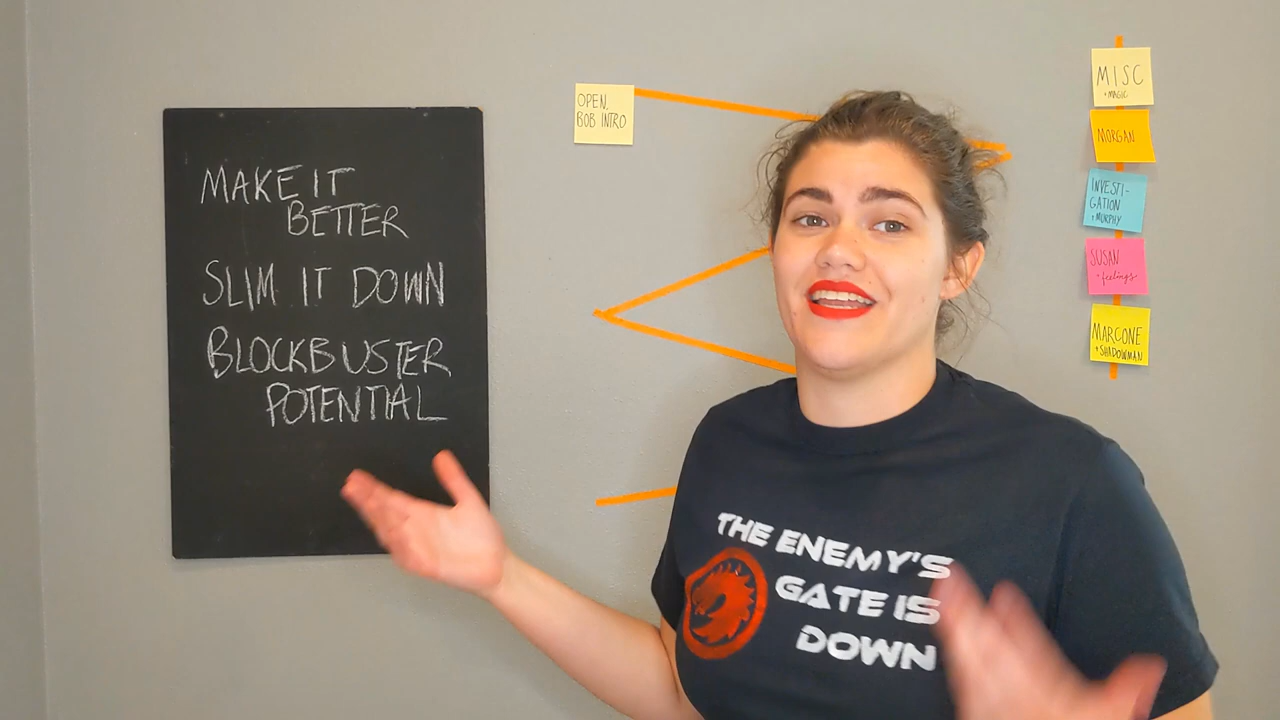 MAKE IT
BETTER
SLIM IT DOWN
BLOCKBUSTER
POTENTIAL
OPEN,
BOB INTRO
THE ENEMY'S
GATE IS
DOWN
MISC
+ MAGIC
MORGAN
INVESTI-
GATION
+ MURPHY
SUSAN
+ feelings
MARCONE
+ SHADOWMAN